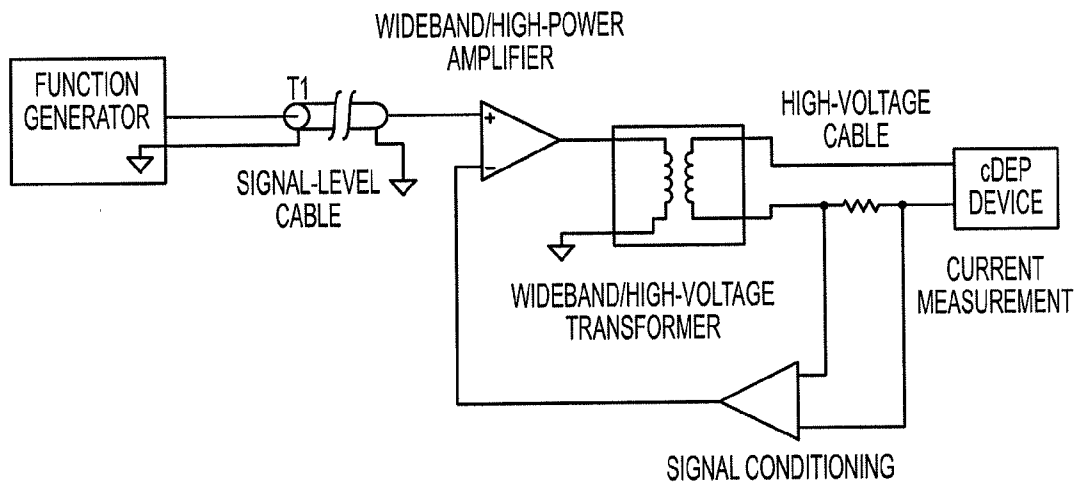 WIDEBAND/HIGH-POWER
AMPLIFIER
FUNCTION
GENERATOR
T1
SIGNAL-LEVEL
CABLE
+
−
HIGH-VOLTAGE
CABLE
cDEP
DEVICE
WIDEBAND/HIGH-VOLTAGE
TRANSFORMER
CURRENT
MEASUREMENT
SIGNAL CONDITIONING